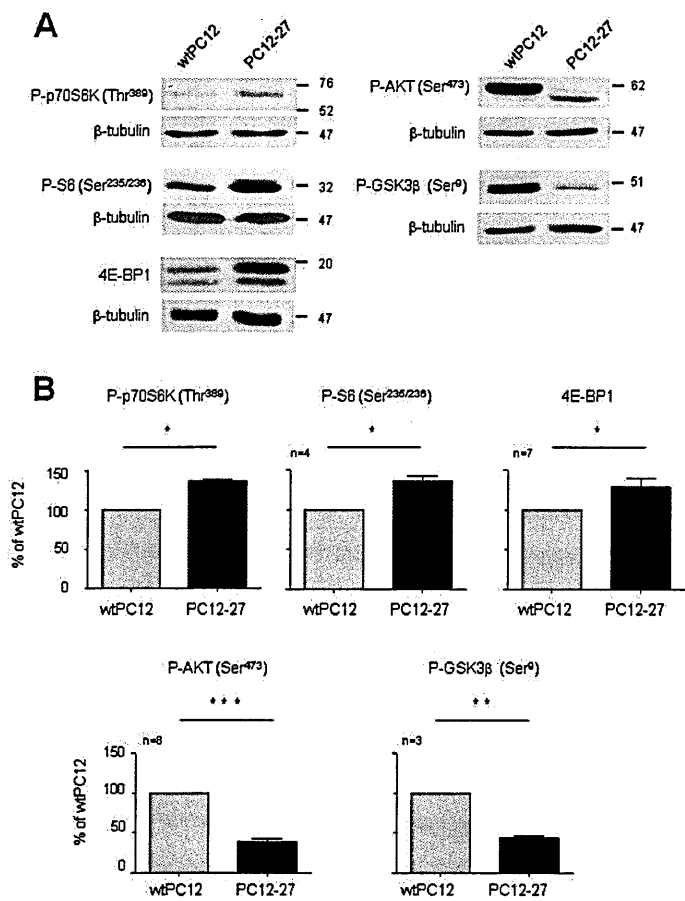 A
wtPC12 PC12-27
P-p70S6K (Thr389)
76
52
β-tubulin
47
P-S6 (Ser235/236)
32
β-tubulin
47
4E-BP1
20
β-tubulin
47
wtPC12 PC12-27
P-AKT (Ser473)
62
β-tubulin
47
P-GSK3β (Ser9)
51
β-tubulin
47
B
P-p70S6K (Thr389)
*
% of wtPC12
150
100
50
0
wtPC12 PC12-27
P-S6 (Ser235/236)
n=4 *
wtPC12 PC12-27
4E-BP1
n=7 *
wtPC12 PC12-27
P-AKT (Ser473)
***
n=8
% of wtPC12
150
100
50
0
wtPC12 PC12-27
P-GSK3β (Ser9)
**
n=3
wtPC12 PC12-27